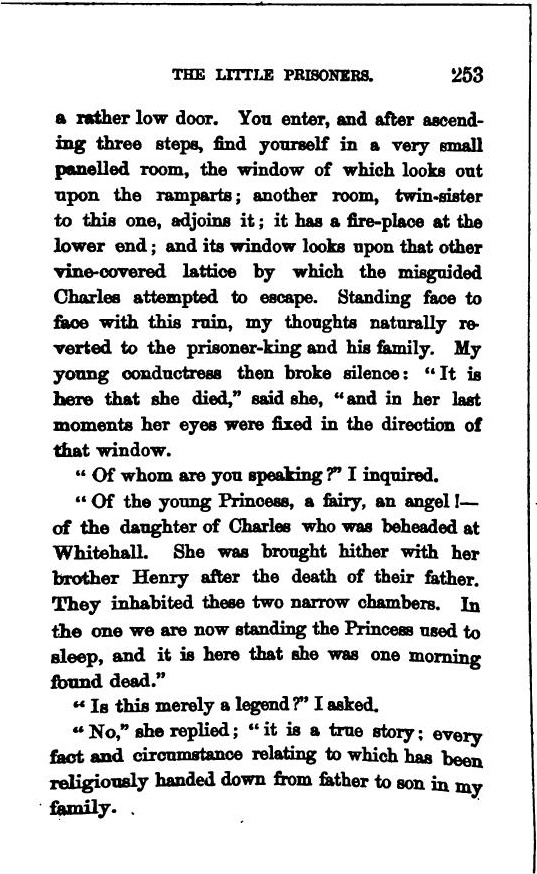 THE LITTLE PRISONERS. 253
a rather low door. You enter, and after ascend-
ing three steps, find yourself in a very small
panelled room, the window of which looks out
upon the ramparts; another room, twin-sister
to this one, adjoins it; it has a fire-place at the
lower end; and its window looks upon that other
vine-covered lattice by which the misguided
Charles attempted to escape. Standing face to
face with this ruin, my thoughts naturally re-
verted to the prisoner-king and his family. My
young conductress then broke silence: "It is
here that she died," said she, "and in her last
moments her eyes were fixed in the direction of
that window.
"Of whom are you speaking?" I inquired.
"Of the young Princess, a fairy, an angel!—
of the daughter of Charles who was beheaded at
Whitehall. She was brought hither with her
brother Henry after the death of their father.
They inhabited these two narrow chambers. In
the one we are now standing the Princess used to
sleep, and it is here that she was one morning
found dead."
"Is this merely a legend?" I asked.
"No," she replied; "it is a true story; every
fact and circumstance relating to which has been
religiously handed down from father to son in my
family.